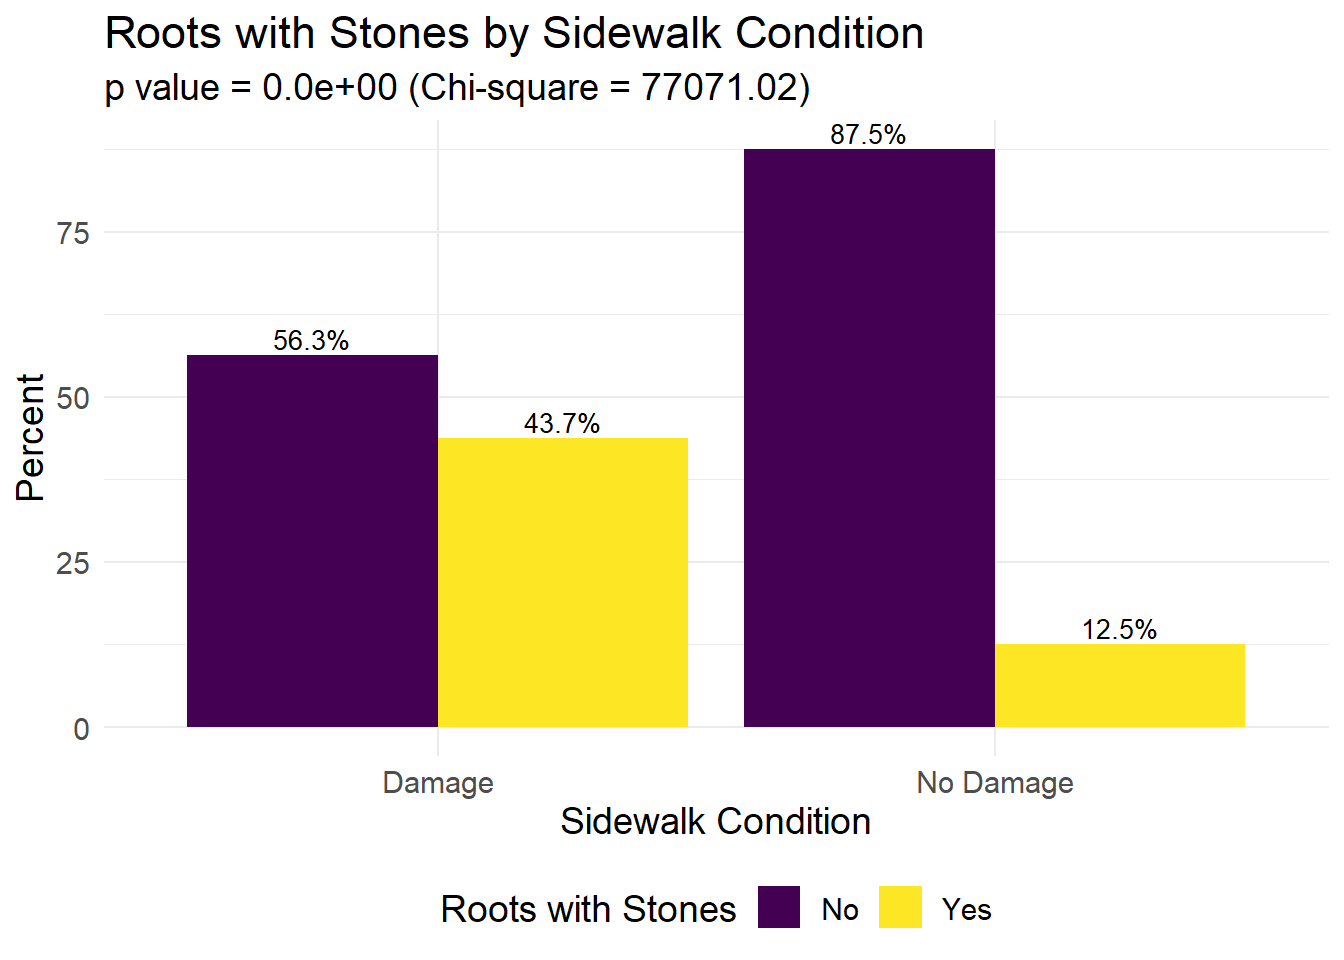 Roots with Stones by Sidewalk Condition
p value = 0.0e+00 (Chi-square = 77071.02)
87.5%
75
56.3%
50
43.7%
Percent
25
12.5%
0
Damage
No Damage
Sidewalk Condition
Roots with Stones No Yes